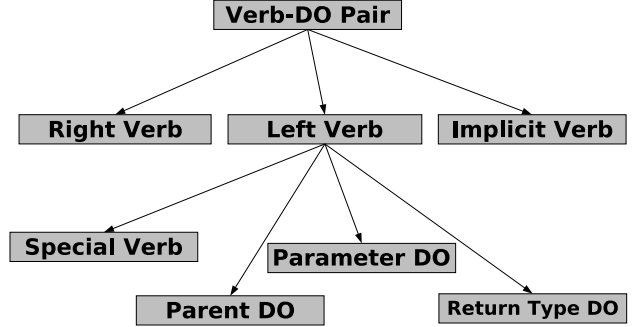 Verb-DO Pair
Right Verb
Left Verb
Implicit Verb
Special Verb
Parameter DO
Parent DO
Return Type DO